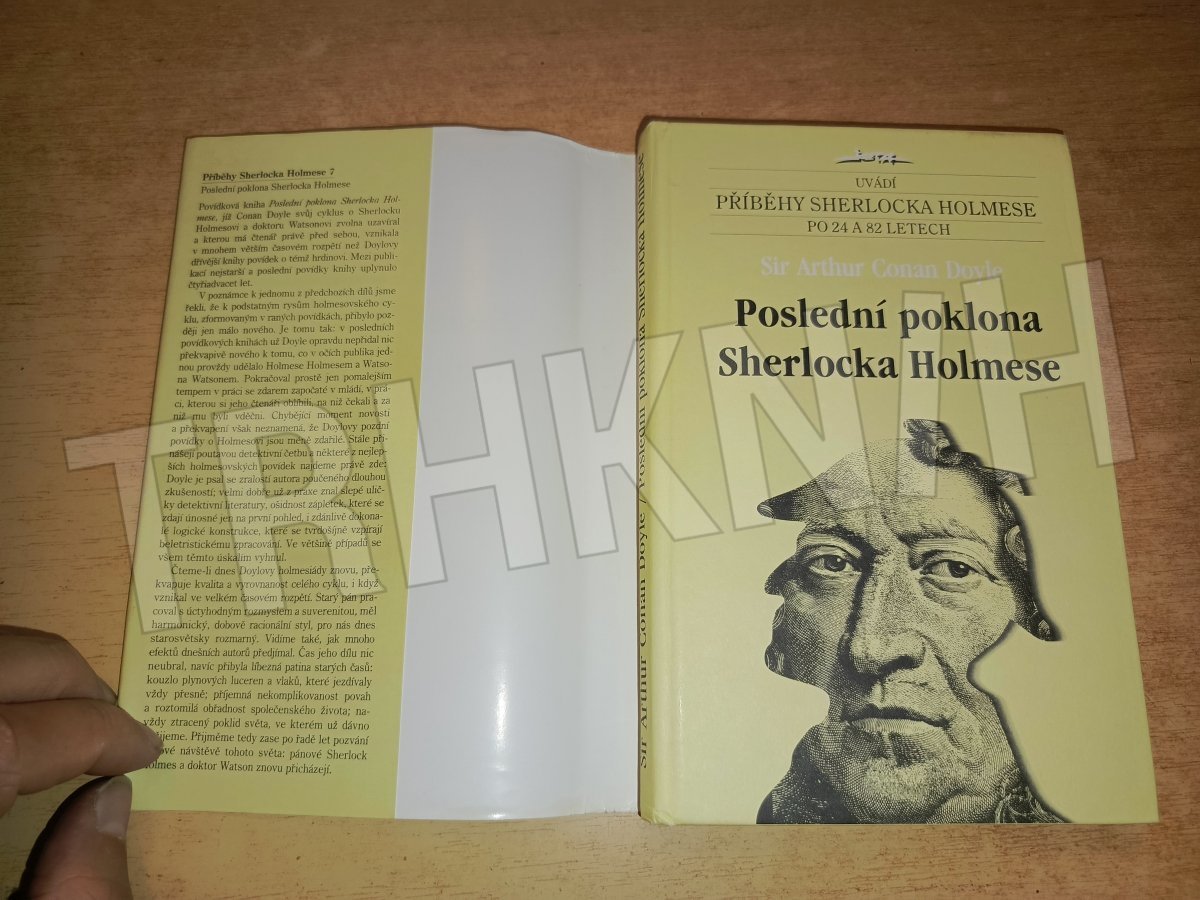 Příběhy Sherlocka Holmese 7
Poslední poklona Sherlocka Holmese
Povídková kniha Poslední poklona Sherlocka Hol-
mese, jíž Conan Doyle svůj cyklus o Sherlocku
Holmesovi a doktoru Watsonovi zvolna uzavíral
a kterou má čtenář právě před sebou, vznikala
v mnohem větším časovém rozpětí než Doylovy
dřívější knihy povídek o témž hrdinovi. Mezi publi-
kací nejstarší a poslední povídky knihy uplynulo
čtyřiadvacet let.
V poznámce k jednomu z předchozích dílů jsme
řekli, že k podstatným rysům holmesovského cy-
klu, zformovaným v raných povídkách, přibylo poz-
ději jen málo nového. Je tomu tak: v posledních
povídkových knihách už Doyle opravdu nepřidal nic
překvapivě nového k tomu, co v očích publika jed-
nou provždy udělalo Holmese Holmesem a Watso-
na Watsonem. Pokračoval prostě jen pomalejším
tempem v práci se zdarem započaté v mládí, v prá-
ci, kterou si jeho čtenáři oblíbili, na niž čekali a za
niž mu byli vděčni. Chybějící moment novosti
a překvapení však neznamená, že Doylovy pozdní
povídky o Holmesovi jsou méně zdařilé. Stále při-
nášejí poutavou detektivní četbu a některé z nejlep-
ších holmesovských povídek najdeme právě zde:
Doyle je psal se zralostí autora poučeného dlouhou
zkušeností; velmi dobře už z praxe znal slepé ulič-
ky detektivní literatury, ošidnost zápletek, které se
zdají únosné jen na první pohled, i zdánlivě dokona-
lé logické konstrukce, které se tvrdošíjně vzpírají
beletristickému zpracování. Ve většině případů se
všem těmto úskalím vyhnul.
Čteme-li dnes Doylovy holmesiády znovu, pře-
kvapuje kvalita a vyrovnanost celého cyklu, i když
vznikal ve velkém časovém rozpětí. Starý pán pra-
coval s úctyhodným rozmyslem a suverenitou, měl
harmonický, dobově racionální styl, pro nás dnes
starosvětsky rozmarný. Vidíme také, jak mnoho
efektů dnešních autorů předjímal. Čas jeho dílu nic
neubral, navíc přibyla líbezná patina starých časů:
kouzlo plynových luceren a vlaků, které jezdívaly
vždy přesně; příjemná nekomplikovanost povah
a roztomilá obřadnost společenského života; na-
vždy ztracený poklid světa, ve kterém už dávno
žijeme. Přijměme tedy zase po řadě let pozvání
návštěvě tohoto světa: pánové Sherlock
olmes a doktor Watson znovu přicházejí.
Sir Arthur Conan Doyle / Poslední poklona Sherlocka Holmese
UVÁDÍ
PŘÍBĚHY SHERLOCKA HOLMESE
PO 24 A 82 LETECH
Sir Arthur Conan Doyle
Poslední poklona
Sherlocka Holmese
TRHKNIH